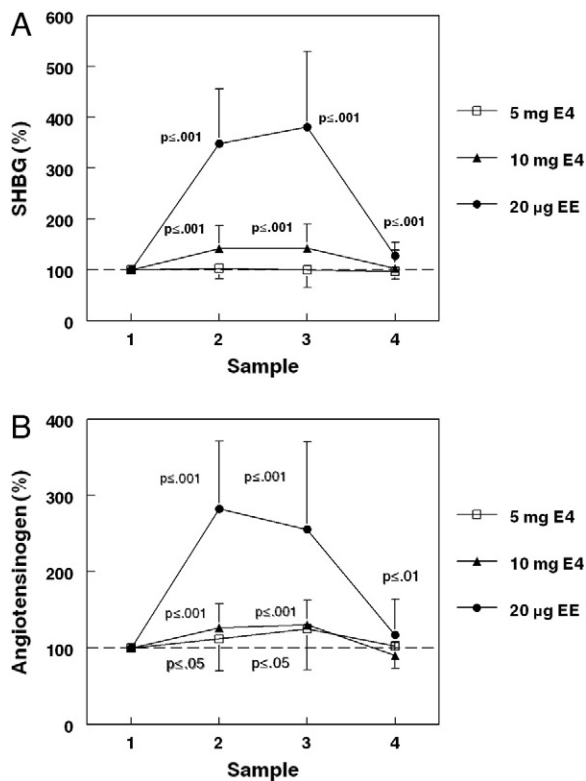 A
600
500
400
300
200
100
0
SHBG (%)
p≤.001
p≤.001
p≤.001
p≤.001
p≤.001
1 2 3 4
Sample
5 mg E4
10 mg E4
20 µg EE
B
400
300
200
100
0
Angiotensinogen (%)
p≤.001
p≤.001
p≤.01
p≤.001
p≤.001
p≤.05
p≤.05
1 2 3 4
Sample
5 mg E4
10 mg E4
20 µg EE